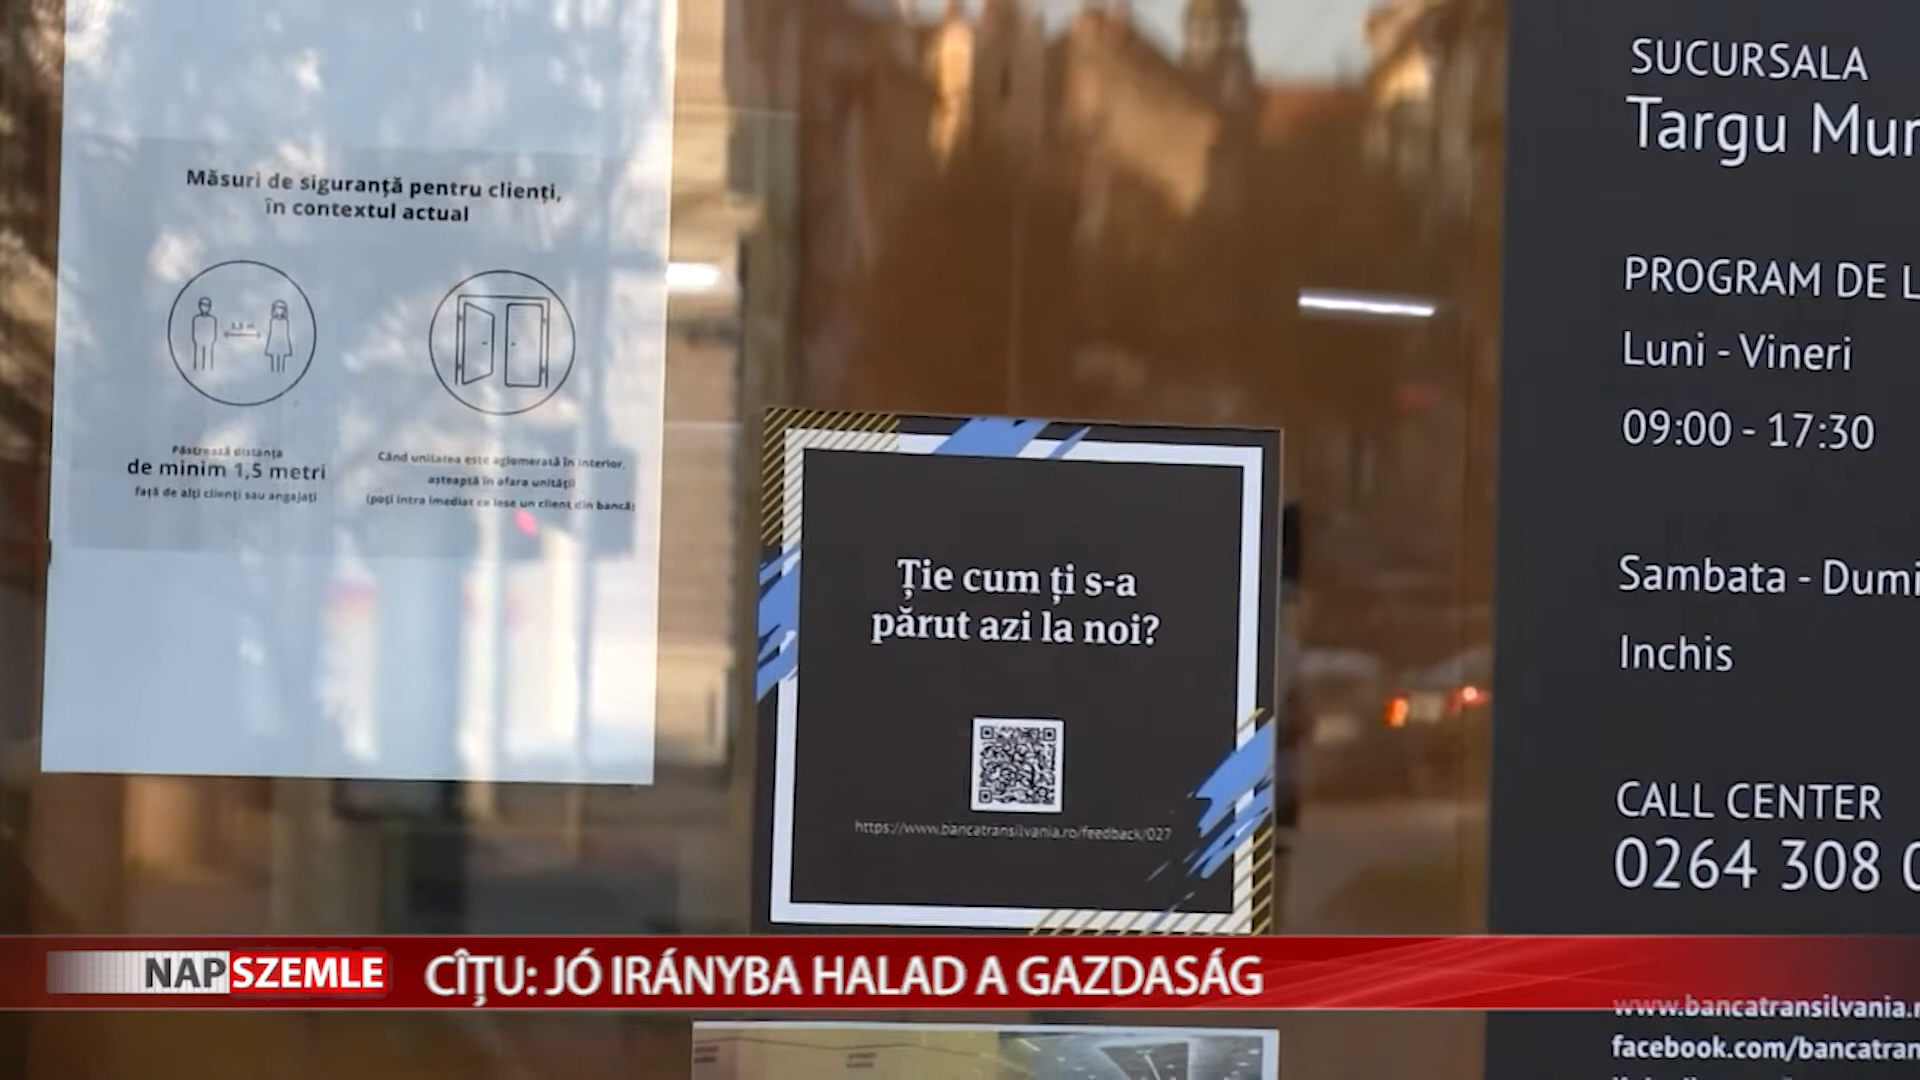 Măsuri de siguranță pentru clienți,
în contextul actual
Păstrează distanța
de minim 1,5 metri
față de alți clienți sau angajați
Când unitatea este aglomerată în interior,
așteaptă în afara unității
(poți intra imediat ce iese un client din bancă)
Ție cum ți s-a
părut azi la noi?
https://www.bancatransilvania.ro/feedback/027
SUCURSALA
Targu Mur
PROGRAM DE L
Luni - Vineri
09:00 - 17:30
Sambata - Dumi
Inchis
CALL CENTER
0264 308 0
www.bancatransilvania.r
facebook.com/bancatran
NAPSZEMLE
CÎȚU: JÓ IRÁNYBA HALAD A GAZDASÁG